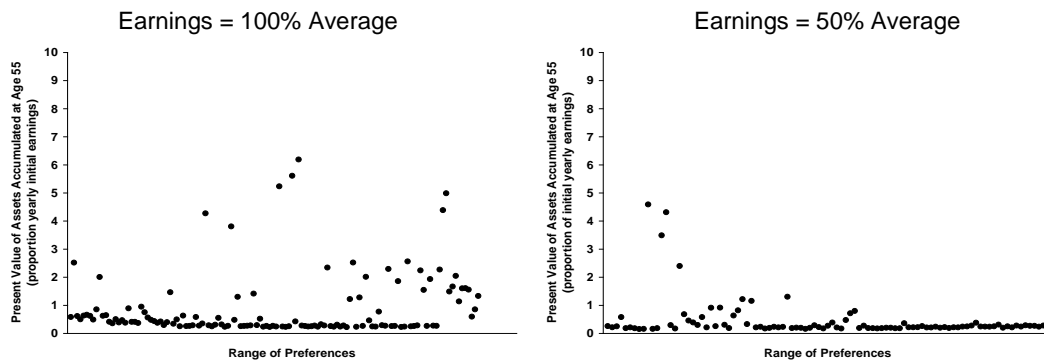 Earnings = 100% Average
Present Value of Assets Accumulated at Age 55
(proportion yearly initial earnings)
10
9
8
7
6
5
4
3
2
1
0
Range of Preferences
Earnings = 50% Average
Present Value of Assets Accumulated at Age 55
(proportion of initial yearly earnings)
10
9
8
7
6
5
4
3
2
1
0
Range of Preferences